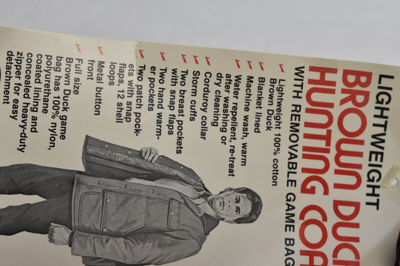 LIGHTWEIGHT
BROWN DUCK
HUNTING COA
WITH REMOVABLE GAME BAG
Lightweight 100% cotton
Brown Duck
Blanket lined
Machine wash, warm
Water repellent, re-treat
after washing or
dry cleaning
Corduroy collar
Storm cuffs
Two breast pockets
with snap flaps
Two hand warm-
er pockets
Two patch pock-
ets with snap
flaps, 12 shell
loops
Metal button
front
Full size
Brown Duck game
bag has 100% nylon,
polyurethane
coated lining and
concealed heavy-duty
zipper for easy
detachment